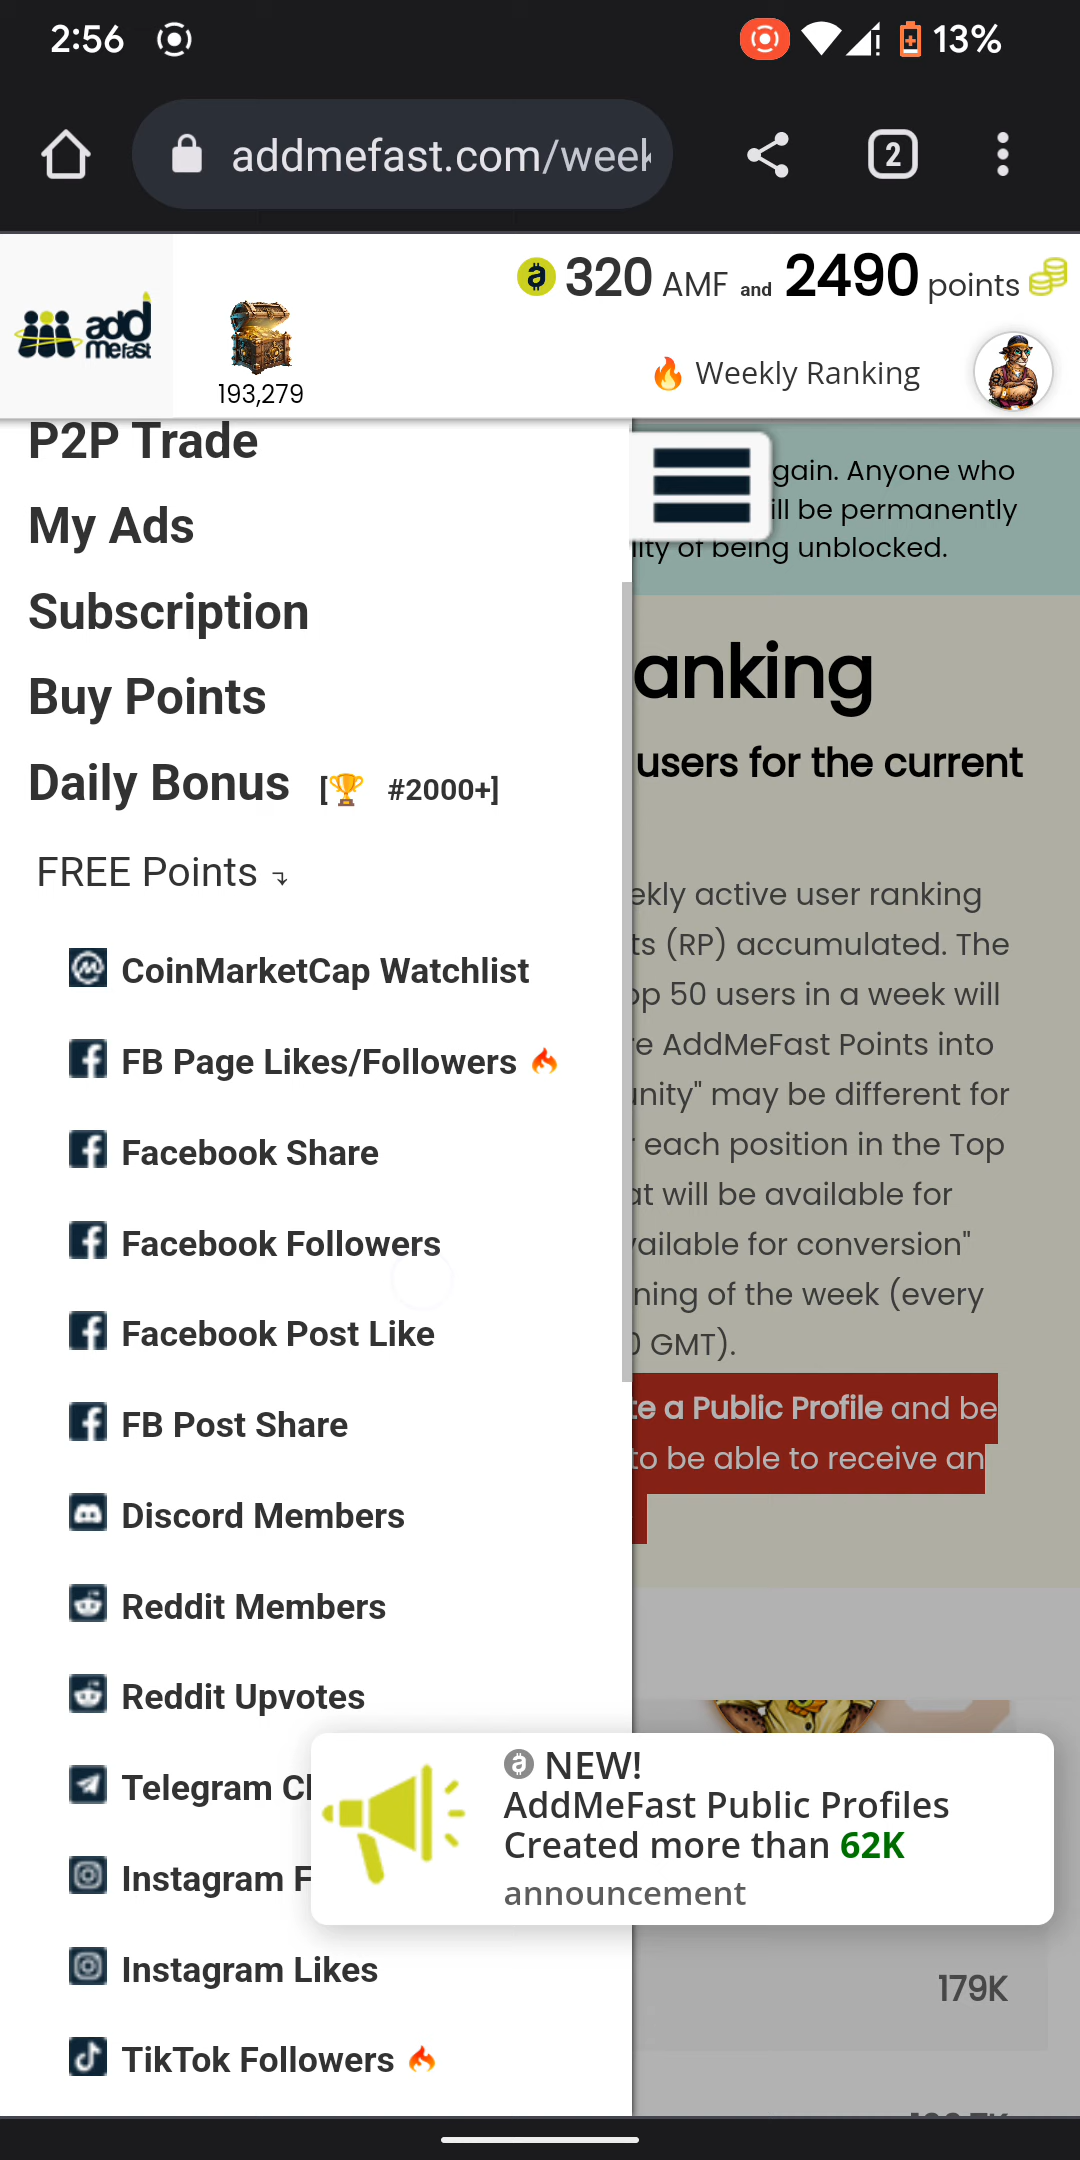 2:56
13%
addmefast.com/week
2
320 AMF and 2490 points
add
mefast
193,279
Weekly Ranking
P2P Trade
My Ads
Subscription
Buy Points
Daily Bonus [🏆 #2000+]
FREE Points
CoinMarketCap Watchlist
FB Page Likes/Followers 🔥
Facebook Share
Facebook Followers
Facebook Post Like
FB Post Share
Discord Members
Reddit Members
Reddit Upvotes
Telegram
Instagram F
Instagram Likes
TikTok Followers 🔥
gain. Anyone who
ill be permanently
lity of being unblocked.
anking
users for the current
ekly active user ranking
ts (RP) accumulated. The
op 50 users in a week will
re AddMeFast Points into
unity" may be different for
r each position in the Top
at will be available for
vailable for conversion"
ning of the week (every
0 GMT).
te a Public Profile and be
to be able to receive an
NEW!
AddMeFast Public Profiles
Created more than 62K
announcement
179K